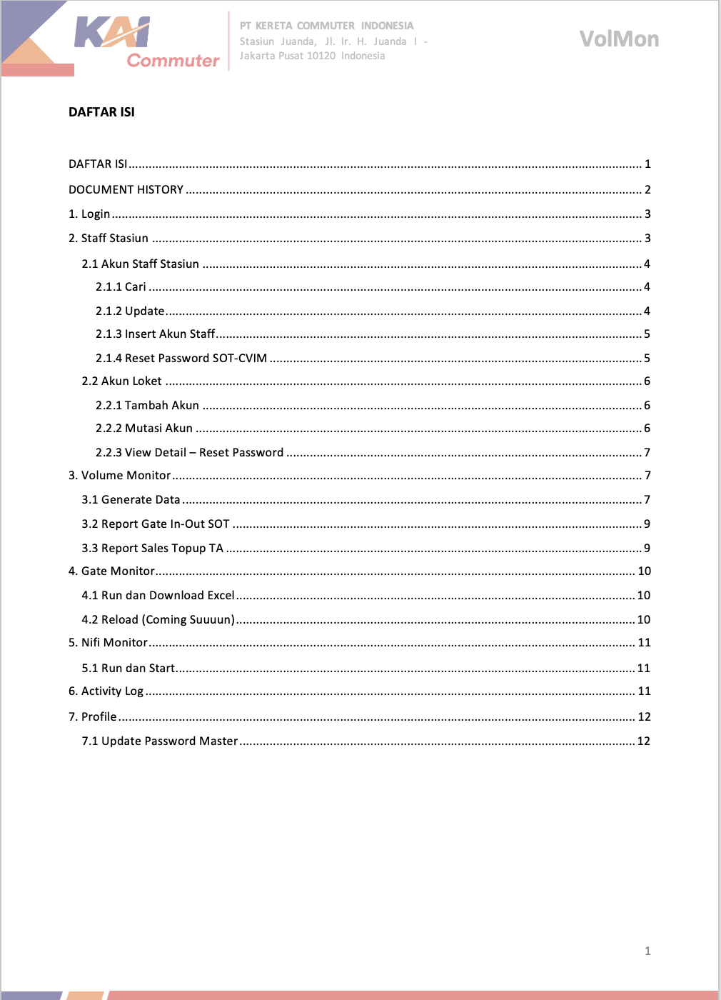 KAI
Commuter
PT KERETA COMMUTER INDONESIA
Stasiun Juanda, Jl. Ir. H. Juanda I -
Jakarta Pusat 10120 Indonesia
VolMon
DAFTAR ISI
DAFTAR ISI 1
DOCUMENT HISTORY 2
1. Login 3
2. Staff Stasiun 3
2.1 Akun Staff Stasiun 4
2.1.1 Cari 4
2.1.2 Update 4
2.1.3 Insert Akun Staff 5
2.1.4 Reset Password SOT-CVIM 5
2.2 Akun Loket 6
2.2.1 Tambah Akun 6
2.2.2 Mutasi Akun 6
2.2.3 View Detail – Reset Password 7
3. Volume Monitor 7
3.1 Generate Data 7
3.2 Report Gate In-Out SOT 9
3.3 Report Sales Topup TA 9
4. Gate Monitor 10
4.1 Run dan Download Excel 10
4.2 Reload (Coming Suuuun) 10
5. Nifi Monitor 11
5.1 Run dan Start 11
6. Activity Log 11
7. Profile 12
7.1 Update Password Master 12
1